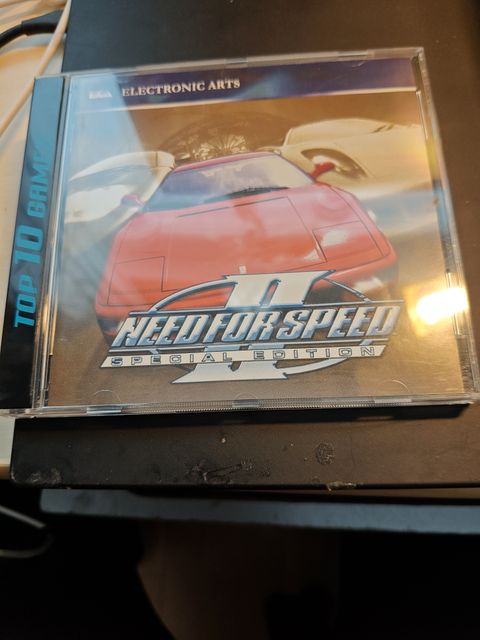 ELECTRONIC ARTS
TOP 10 GAMES
II
NEED FOR SPEED
SPECIAL EDITION